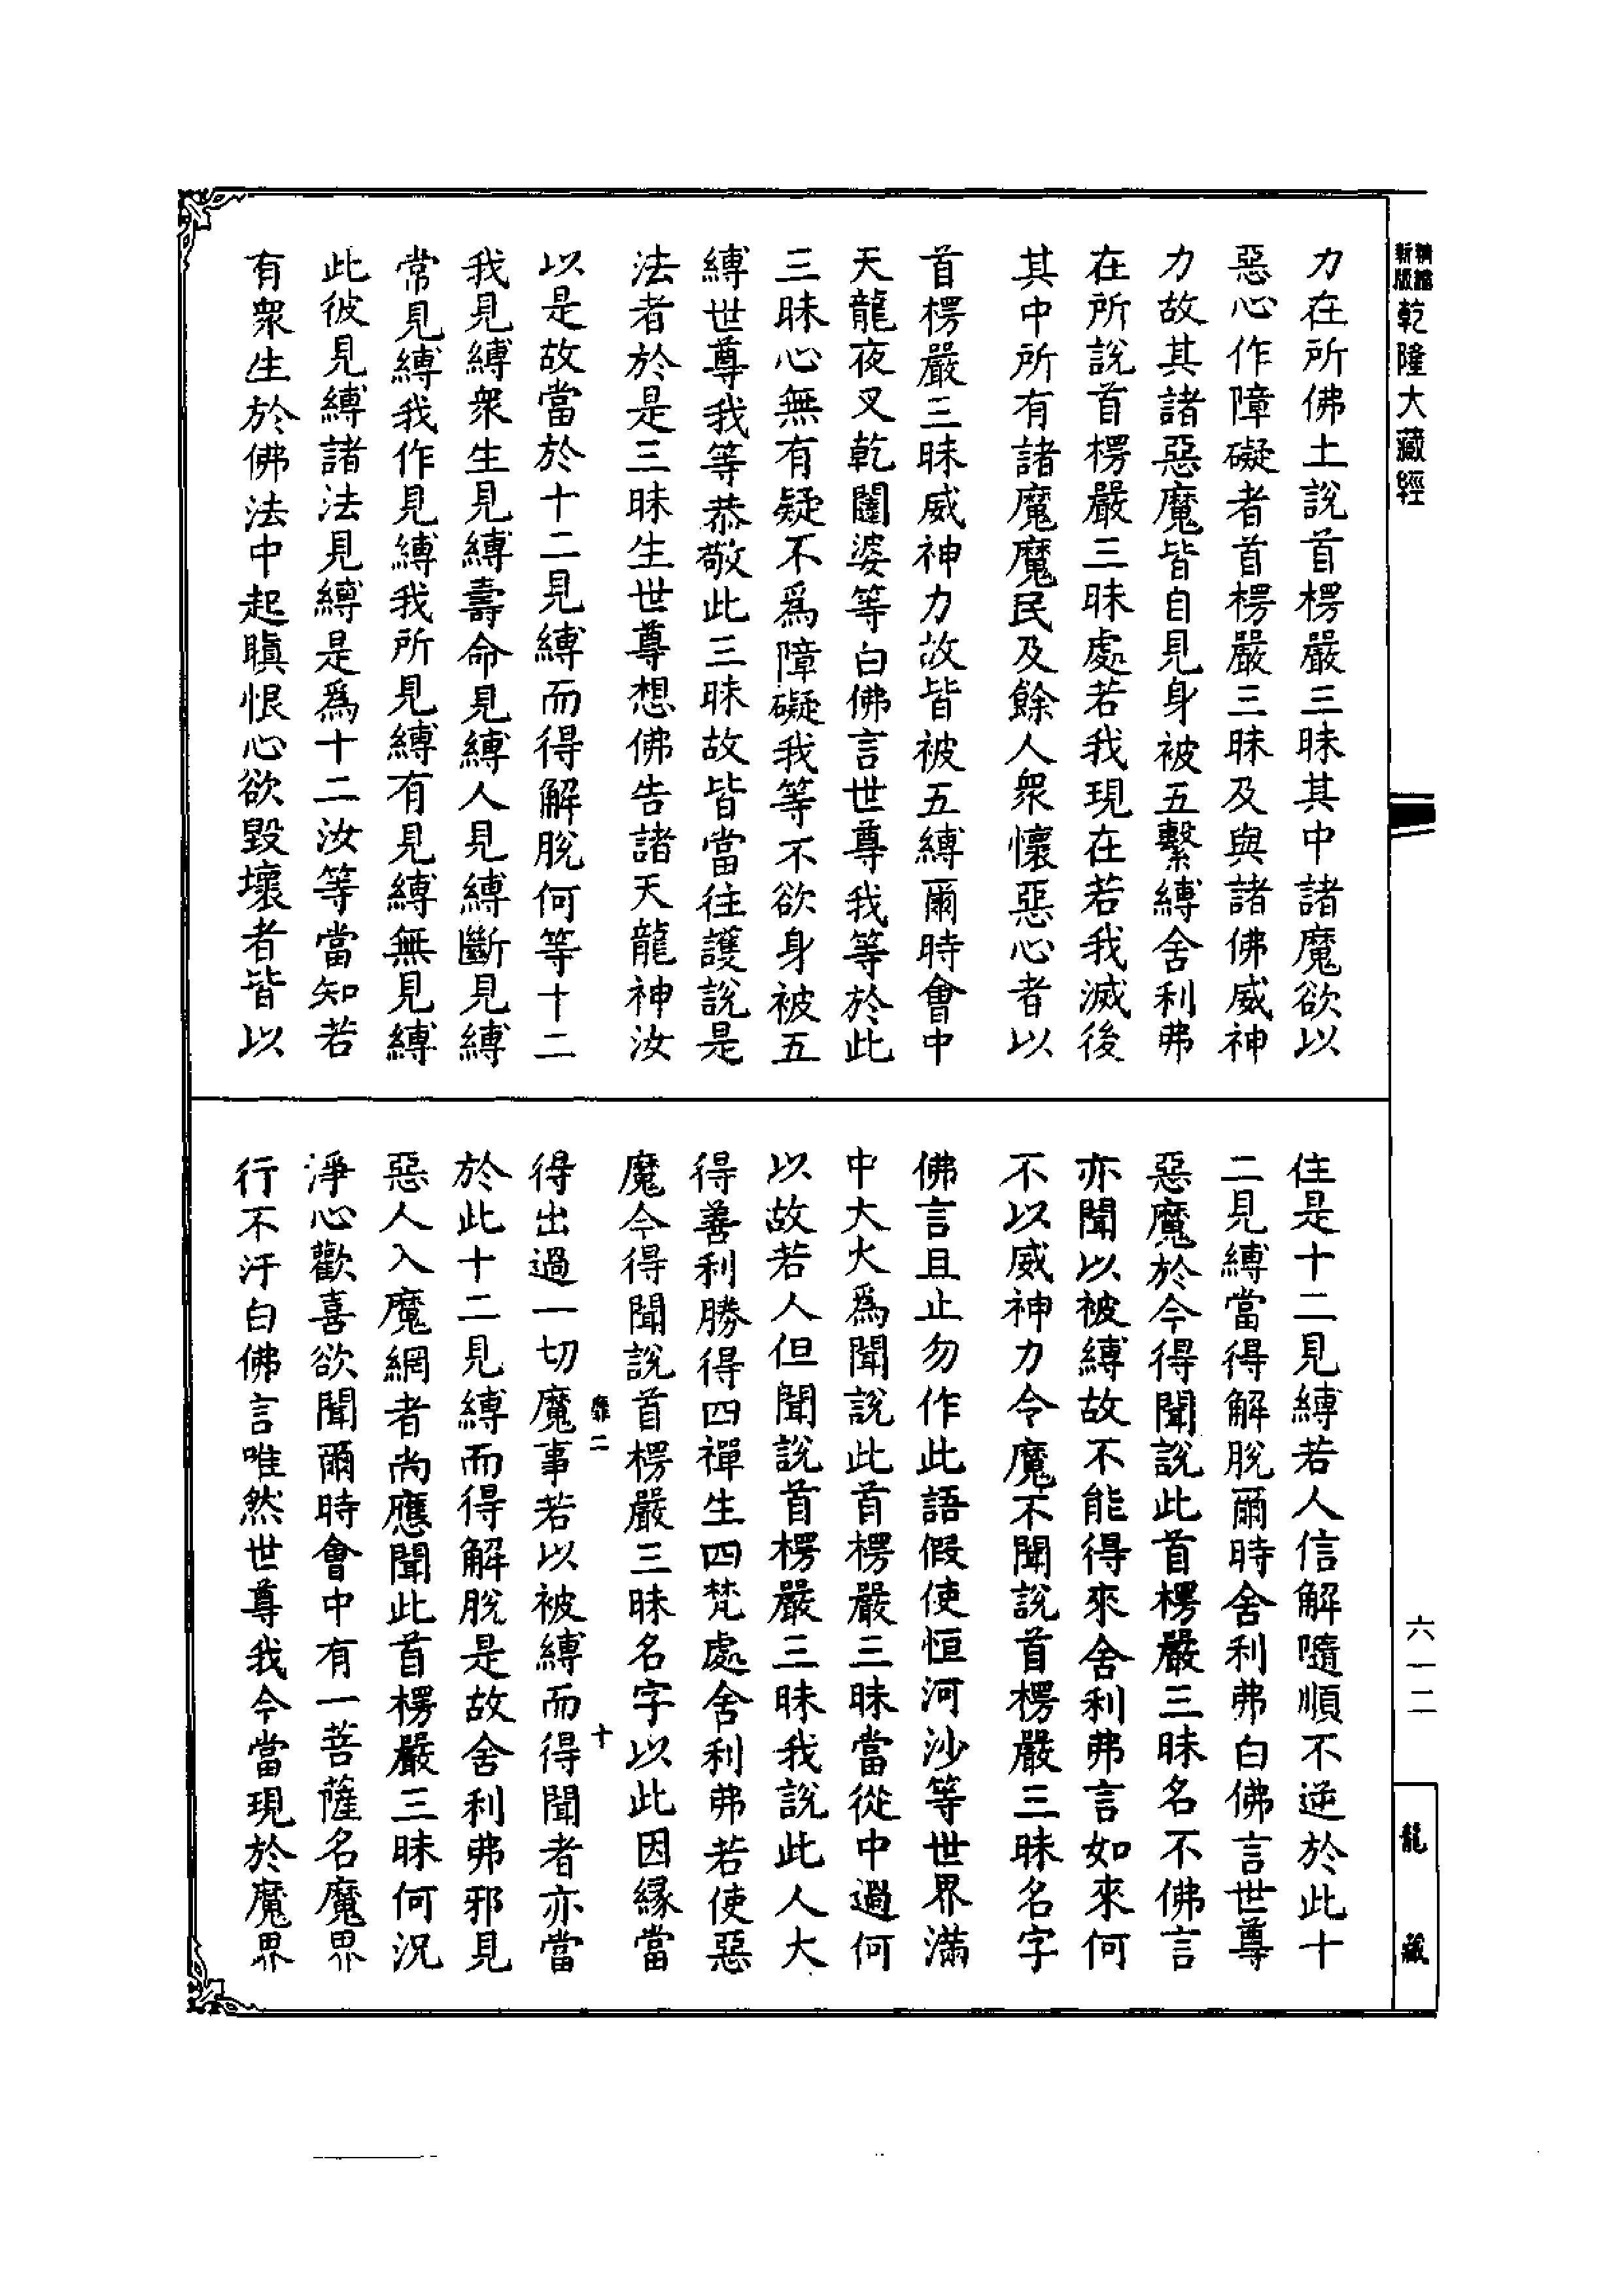 新版
乾隆大藏經
力在所佛土說首楞嚴三昧其中諸魔欲以
惡心作障礙者首楞嚴三昧及與諸佛威神
力故其諸惡魔皆自見身被五繫縛舍利弗
在所說首楞嚴三昧處若我現在若我滅後
其中所有諸魔魔民及餘人衆懷惡心者以
首楞嚴三昧威神力故皆被五縛爾時會中
天龍夜叉乾闥婆等白佛言世尊我等於此
三昧心無有疑不爲障礙我等不欲身被五
縛世尊我等恭敬此三昧故皆當往護說是
法者於是三昧生世尊想佛告諸天龍神汝
以是故當於十二見縛而得解脫何等十二
我見縛衆生見縛壽命見縛人見縛斷見縛
常見縛我作見縛我所見縛有見縛無見縛
此彼見縛諸法見縛是爲十二汝等當知若
有衆生於佛法中起瞋恨心欲毀壞者皆以
住是十二見縛若人信解隨順不逆於此十
二見縛當得解脫爾時舍利弗白佛言世尊
惡魔於今得聞說此首楞嚴三昧名不佛言
亦聞以被縛故不能得來舍利弗言如來何
不以威神力令魔不聞說首楞嚴三昧名字
佛言且止勿作此語假使恒河沙等世界滿
中大火爲聞說此首楞嚴三昧當從中過何
以故若人但聞說首楞嚴三昧我說此人大
得善利勝得四禪生四梵處舍利弗若使惡
魔今得聞說首楞嚴三昧名字以此因緣當
靡二 十
得出過一切魔事若以被縛而得聞者亦當
於此十二見縛而得解脫是故舍利弗邪見
惡人入魔網者尚應聞此首楞嚴三昧何況
淨心歡喜欲聞爾時會中有一菩薩名魔界
行不汙白佛言唯然世尊我今當現於魔界
六一二
龍藏